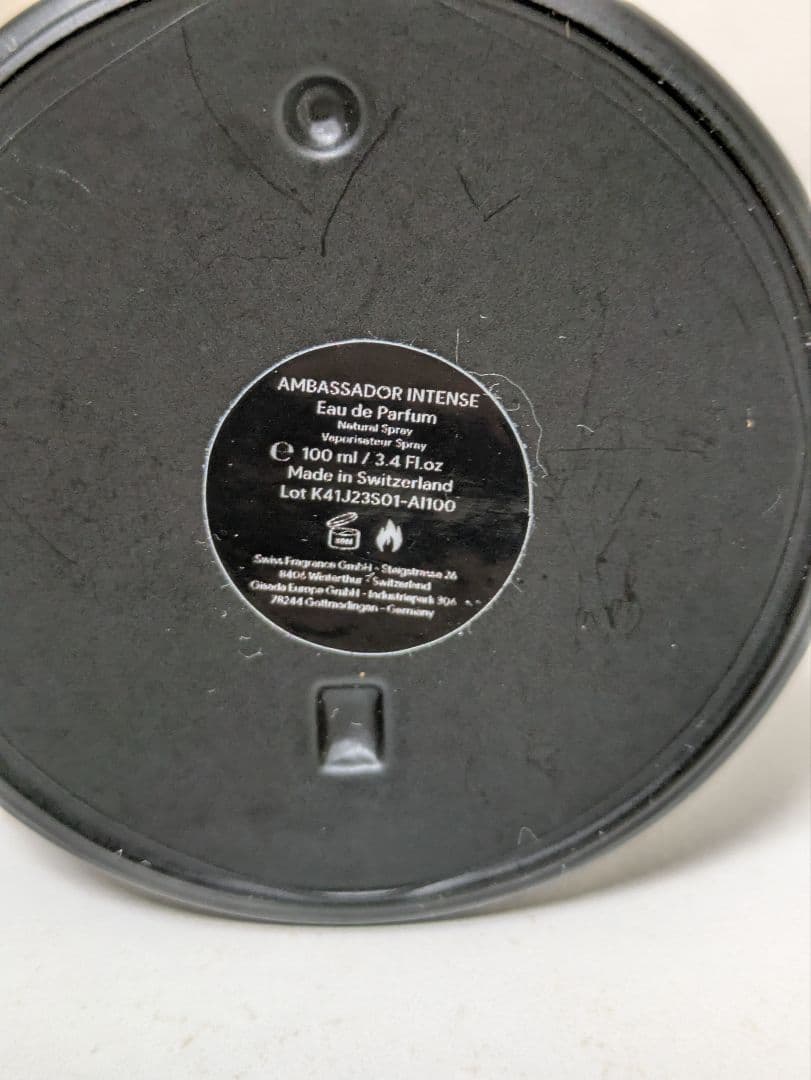 AMBASSADOR INTENSE
Eau de Parfum
Natural Spray
Vaporisateur Spray
℮ 100 ml / 3.4 Fl.oz
Made in Switzerland
Lot K41J23S01-AI100
Swiss Fragrance GmbH - Steigstrasse 26
8406 Winterthur - Switzerland
Gisada Europe GmbH - Industriepark 306
78244 Gottmadingen - Germany